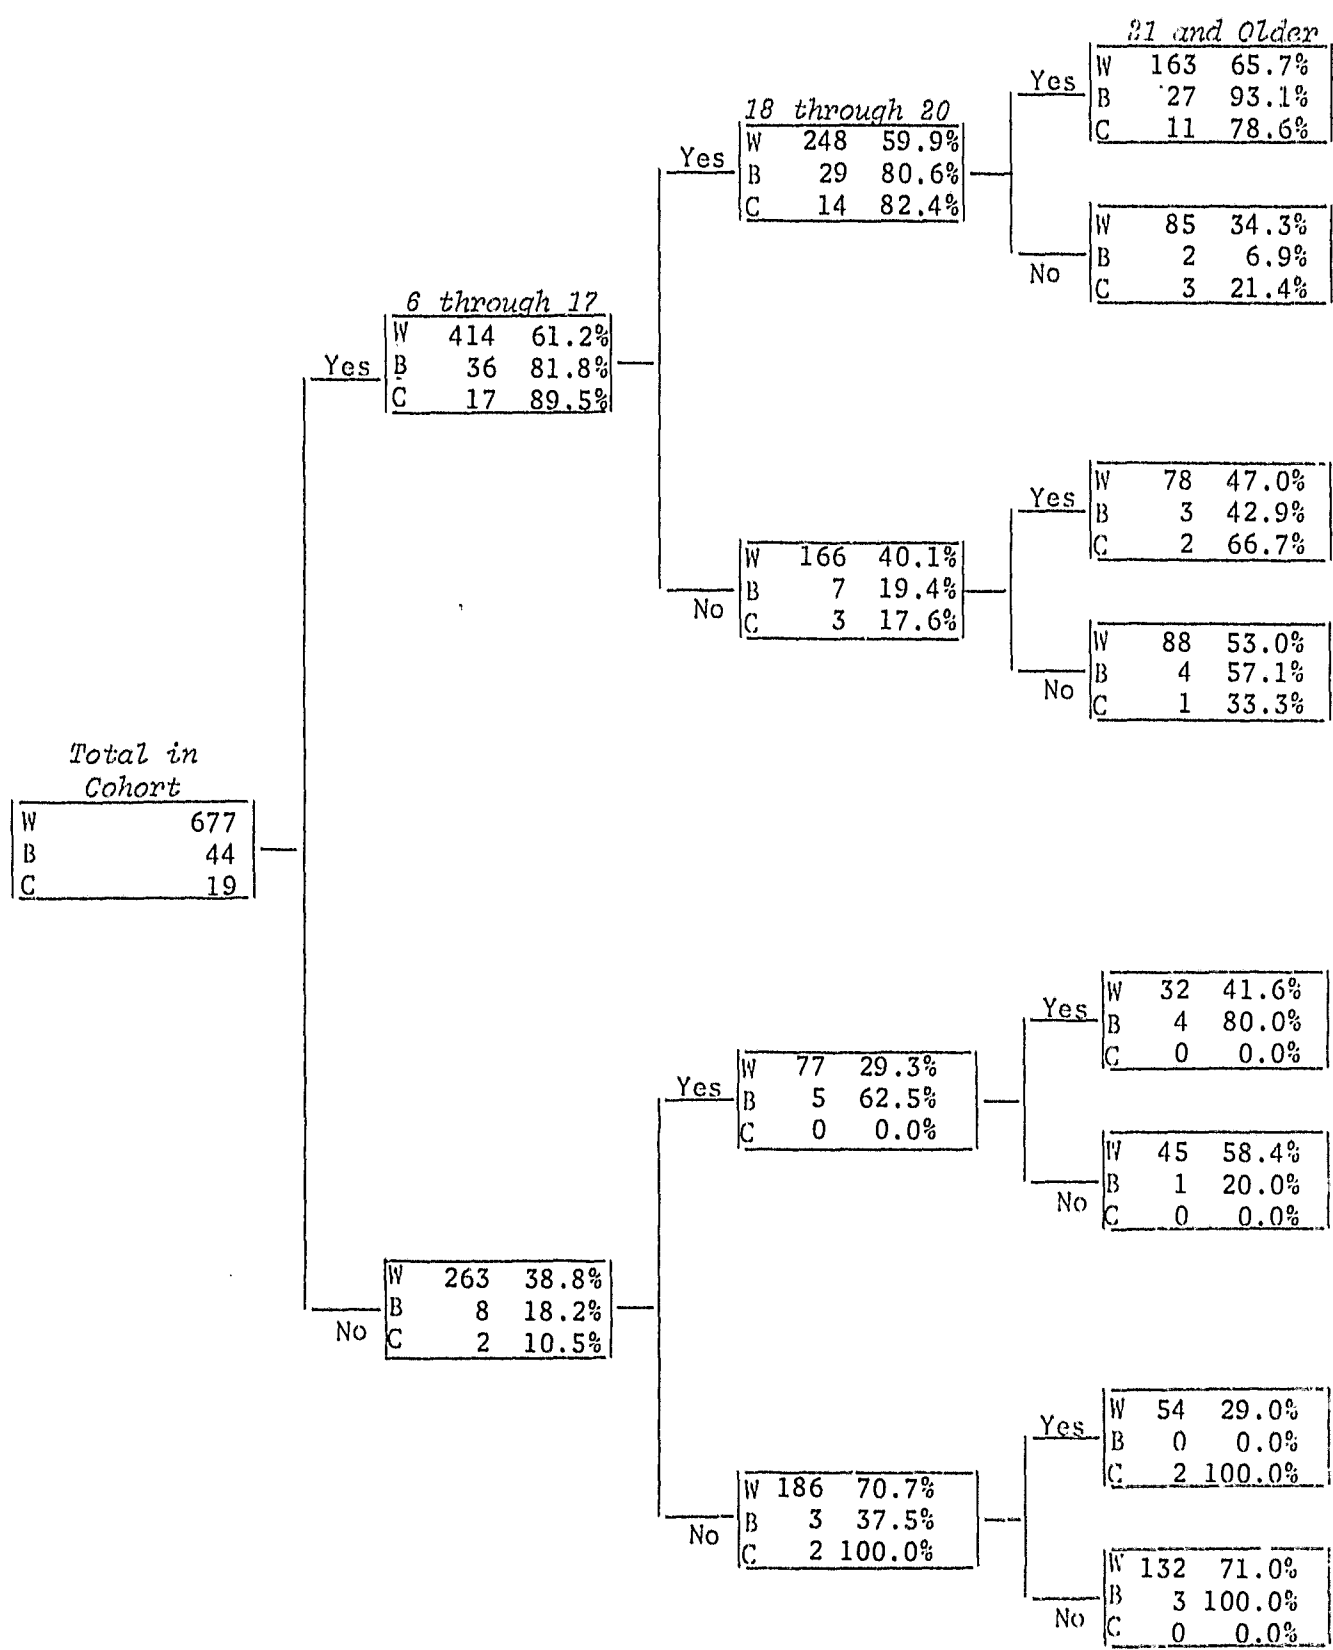 21 and Older
W 163 65.7%
Yes
B 27 93.1%
C 11 78.6%
18 through 20
W 248 59.9%
Yes
B 29 80.6%
C 14 82.4%
W 85 34.3%
B 2 6.9%
No
C 3 21.4%
6 through 17
W 414 61.2%
Yes
B 36 81.8%
C 17 89.5%
W 78 47.0%
Yes
B 3 42.9%
C 2 66.7%
W 166 40.1%
B 7 19.4%
No
C 3 17.6%
W 88 53.0%
B 4 57.1%
No
C 1 33.3%
Total in
Cohort
W 677
B 44
C 19
W 32 41.6%
Yes
B 4 80.0%
C 0 0.0%
W 77 29.3%
Yes
B 5 62.5%
C 0 0.0%
W 45 58.4%
B 1 20.0%
No
C 0 0.0%
W 263 38.8%
B 8 18.2%
No
C 2 10.5%
W 54 29.0%
Yes
B 0 0.0%
C 2 100.0%
W 186 70.7%
B 3 37.5%
No
C 2 100.0%
W 132 71.0%
B 3 100.0%
No
C 0 0.0%